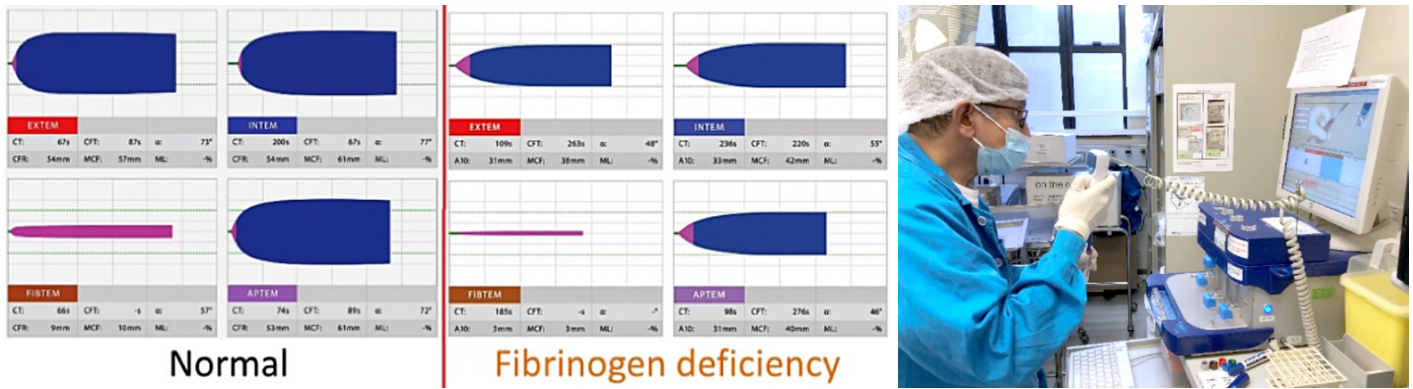 EXTEM
CT: 67s CFT: 87s α: 73°
CFR: 54mm MCF: 57mm ML: -%
INTEM
CT: 200s CFT: 67s α: 77°
CFR: 54mm MCF: 61mm ML: -%
FIBTEM
CT: 66s CFT: -s α: 57°
CFR: 9mm MCF: 10mm ML: -%
APTEM
CT: 74s CFT: 89s α: 72°
CFR: 53mm MCF: 61mm ML: -%
Normal
EXTEM
CT: 109s CFT: 263s α: 48°
A10: 31mm MCF: 38mm ML: -%
INTEM
CT: 236s CFT: 220s α: 55°
A10: 33mm MCF: 42mm ML: -%
FIBTEM
CT: 185s CFT: -s α: -°
A10: 3mm MCF: 3mm ML: -%
APTEM
CT: 98s CFT: 276s α: 46°
A10: 31mm MCF: 40mm ML: -%
Fibrinogen deficiency
on the